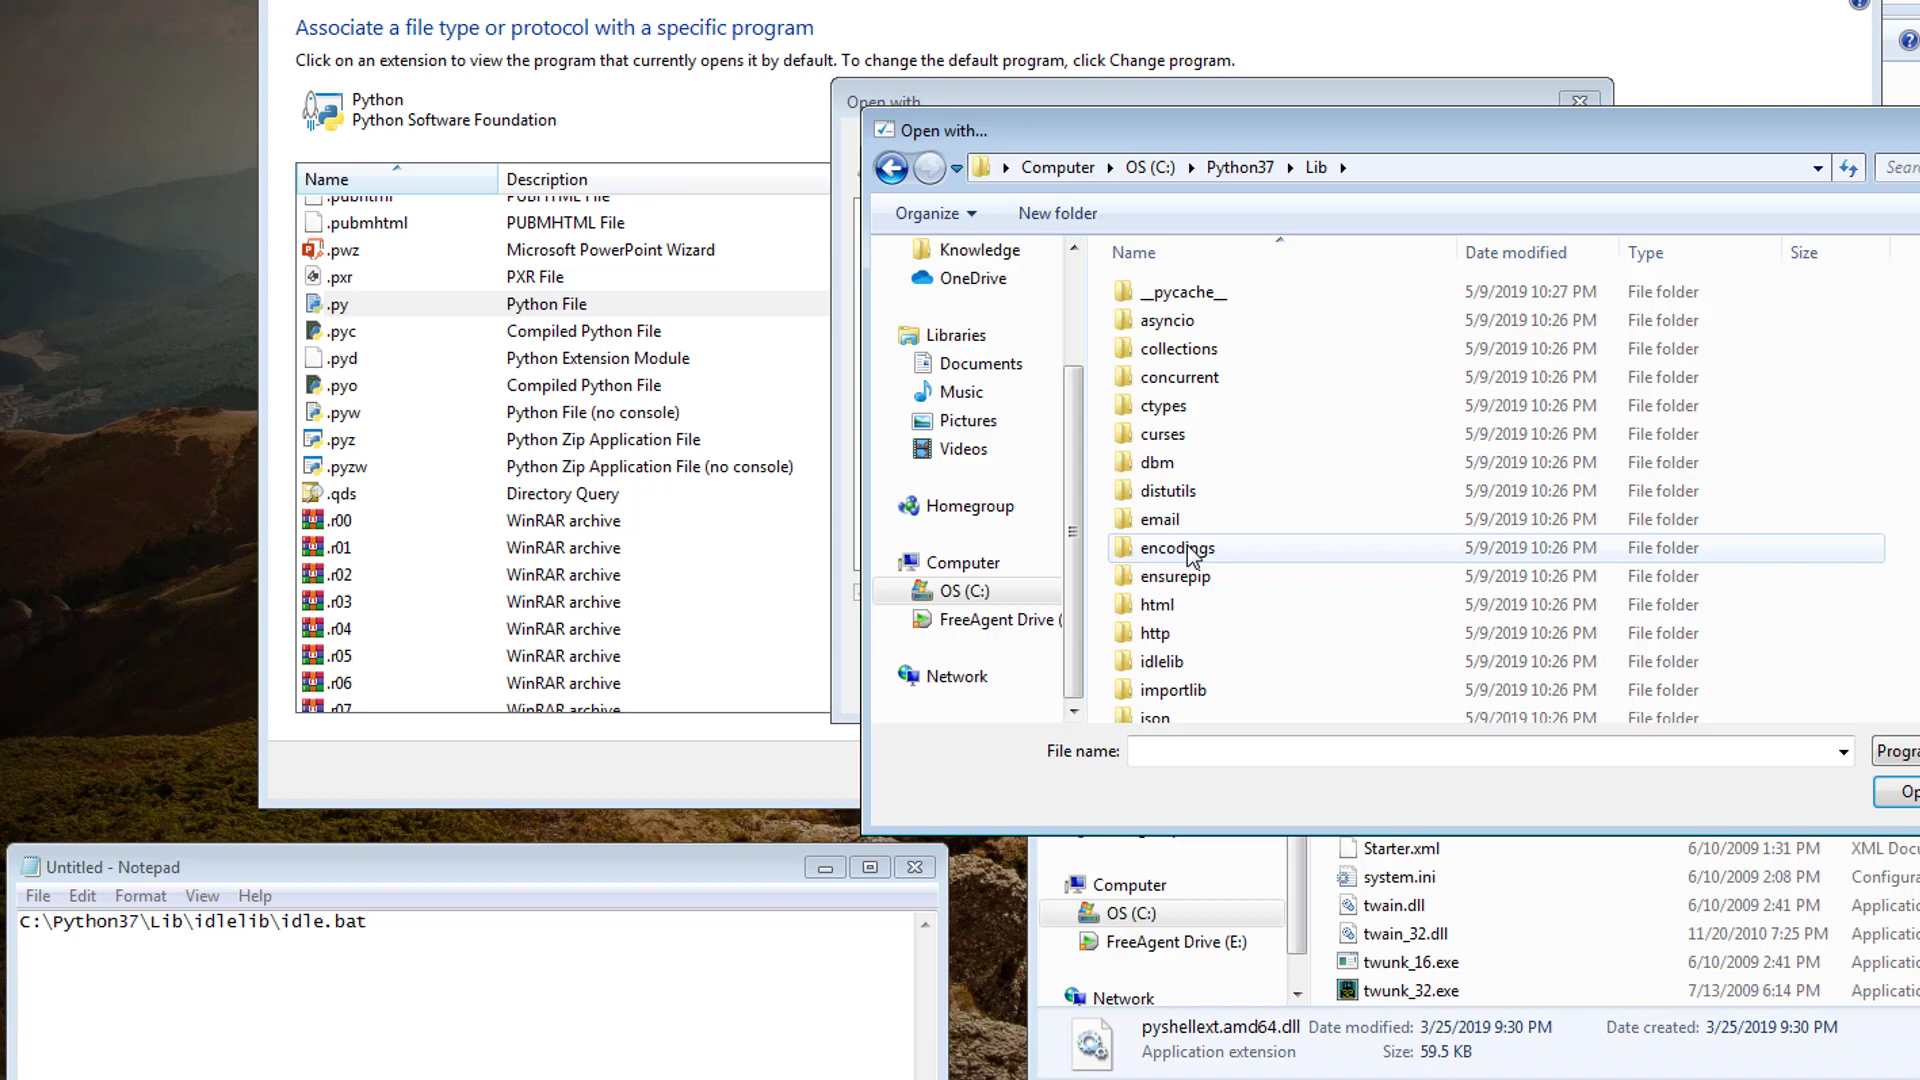 Associate a file type or protocol with a specific program
Click on an extension to view the program that currently opens it by default. To change the default program, click Change program.
Python
Python Software Foundation
Name Description
.pubhtml PUBHTML File
.pubmhtml PUBMHTML File
.pwz Microsoft PowerPoint Wizard
.pxr PXR File
.py Python File
.pyc Compiled Python File
.pyd Python Extension Module
.pyo Compiled Python File
.pyw Python File (no console)
.pyz Python Zip Application File
.pyzw Python Zip Application File (no console)
.qds Directory Query
.r00 WinRAR archive
.r01 WinRAR archive
.r02 WinRAR archive
.r03 WinRAR archive
.r04 WinRAR archive
.r05 WinRAR archive
.r06 WinRAR archive
.r07 WinRAR archive
Open with
Open with...
Computer OS (C:) Python37 Lib
Organize New folder
Knowledge
OneDrive
Libraries
Documents
Music
Pictures
Videos
Homegroup
Computer
OS (C:)
FreeAgent Drive (
Network
Name Date modified Type Size
__pycache__ 5/9/2019 10:27 PM File folder
asyncio 5/9/2019 10:26 PM File folder
collections 5/9/2019 10:26 PM File folder
concurrent 5/9/2019 10:26 PM File folder
ctypes 5/9/2019 10:26 PM File folder
curses 5/9/2019 10:26 PM File folder
dbm 5/9/2019 10:26 PM File folder
distutils 5/9/2019 10:26 PM File folder
email 5/9/2019 10:26 PM File folder
encodings 5/9/2019 10:26 PM File folder
ensurepip 5/9/2019 10:26 PM File folder
html 5/9/2019 10:26 PM File folder
http 5/9/2019 10:26 PM File folder
idlelib 5/9/2019 10:26 PM File folder
importlib 5/9/2019 10:26 PM File folder
json 5/9/2019 10:26 PM File folder
File name:
Untitled - Notepad
File Edit Format View Help
C:\Python37\Lib\idlelib\idle.bat
Computer
OS (C:)
FreeAgent Drive (E:)
Network
Starter.xml 6/10/2009 1:31 PM XML Docu
system.ini 6/10/2009 2:08 PM Configura
twain.dll 6/10/2009 2:41 PM Applicatio
twain_32.dll 11/20/2010 7:25 PM Applicatio
twunk_16.exe 6/10/2009 2:41 PM Applicatio
twunk_32.exe 7/13/2009 6:14 PM Applicatio
pyshellext.amd64.dll Date modified: 3/25/2019 9:30 PM Date created: 3/25/2019 9:30 PM
Application extension Size: 59.5 KB